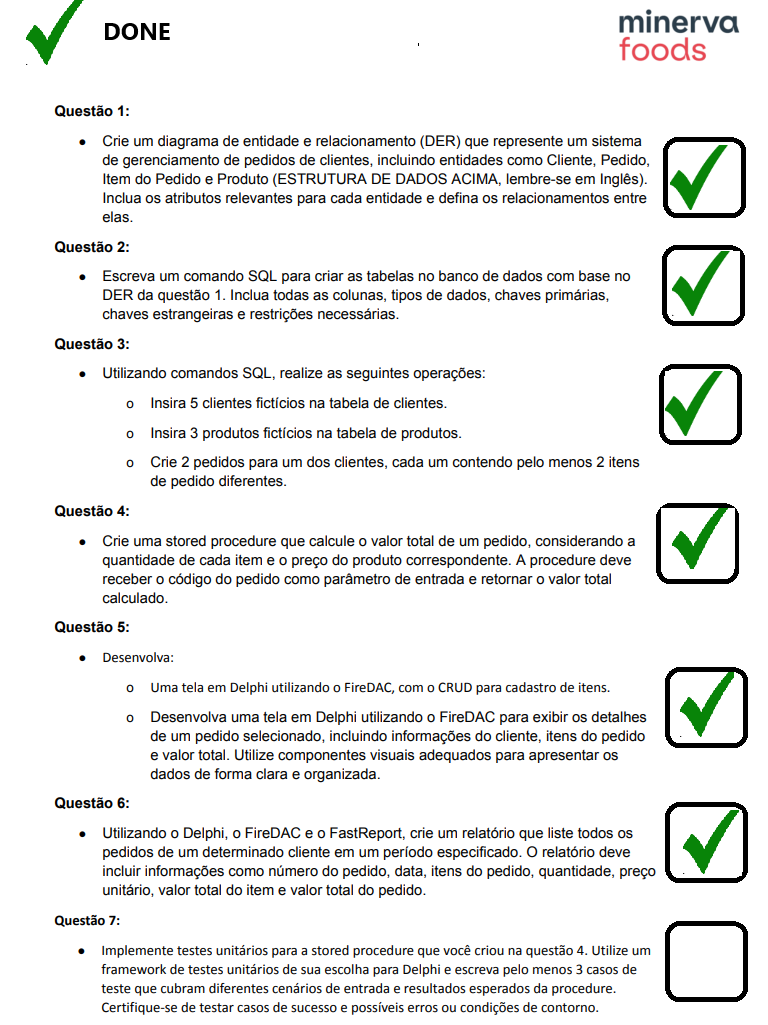 DONE
minerva
foods
Questão 1:
● Crie um diagrama de entidade e relacionamento (DER) que represente um sistema
de gerenciamento de pedidos de clientes, incluindo entidades como Cliente, Pedido,
Item do Pedido e Produto (ESTRUTURA DE DADOS ACIMA, lembre-se em Inglês).
Inclua os atributos relevantes para cada entidade e defina os relacionamentos entre
elas.
Questão 2:
● Escreva um comando SQL para criar as tabelas no banco de dados com base no
DER da questão 1. Inclua todas as colunas, tipos de dados, chaves primárias,
chaves estrangeiras e restrições necessárias.
Questão 3:
● Utilizando comandos SQL, realize as seguintes operações:
o Insira 5 clientes fictícios na tabela de clientes.
o Insira 3 produtos fictícios na tabela de produtos.
o Crie 2 pedidos para um dos clientes, cada um contendo pelo menos 2 itens
de pedido diferentes.
Questão 4:
● Crie uma stored procedure que calcule o valor total de um pedido, considerando a
quantidade de cada item e o preço do produto correspondente. A procedure deve
receber o código do pedido como parâmetro de entrada e retornar o valor total
calculado.
Questão 5:
● Desenvolva:
o Uma tela em Delphi utilizando o FireDAC, com o CRUD para cadastro de itens.
o Desenvolva uma tela em Delphi utilizando o FireDAC para exibir os detalhes
de um pedido selecionado, incluindo informações do cliente, itens do pedido
e valor total. Utilize componentes visuais adequados para apresentar os
dados de forma clara e organizada.
Questão 6:
● Utilizando o Delphi, o FireDAC e o FastReport, crie um relatório que liste todos os
pedidos de um determinado cliente em um período especificado. O relatório deve
incluir informações como número do pedido, data, itens do pedido, quantidade, preço
unitário, valor total do item e valor total do pedido.
Questão 7:
● Implemente testes unitários para a stored procedure que você criou na questão 4. Utilize um
framework de testes unitários de sua escolha para Delphi e escreva pelo menos 3 casos de
teste que cubram diferentes cenários de entrada e resultados esperados da procedure.
Certifique-se de testar casos de sucesso e possíveis erros ou condições de contorno.